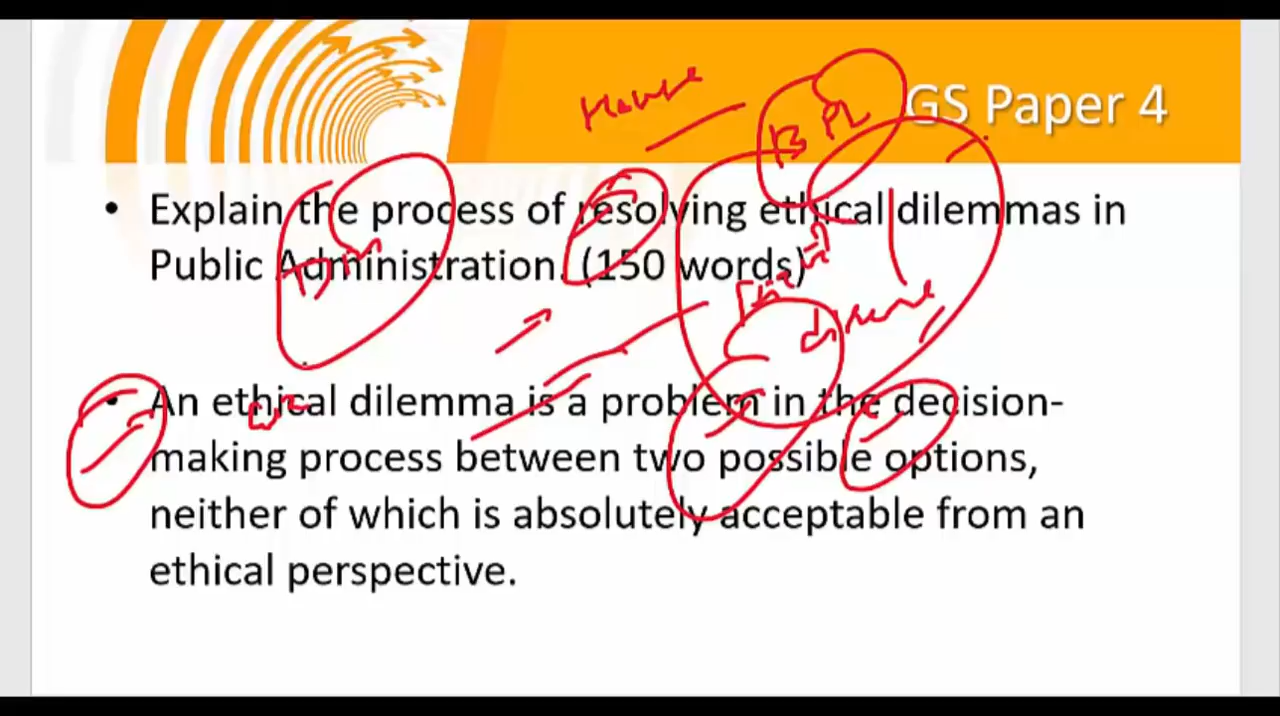 GS Paper 4
• Explain the process of resolving ethical dilemmas in
Public Administration. (150 words)
• An ethical dilemma is a problem in the decision-
making process between two possible options,
neither of which is absolutely acceptable from an
ethical perspective.